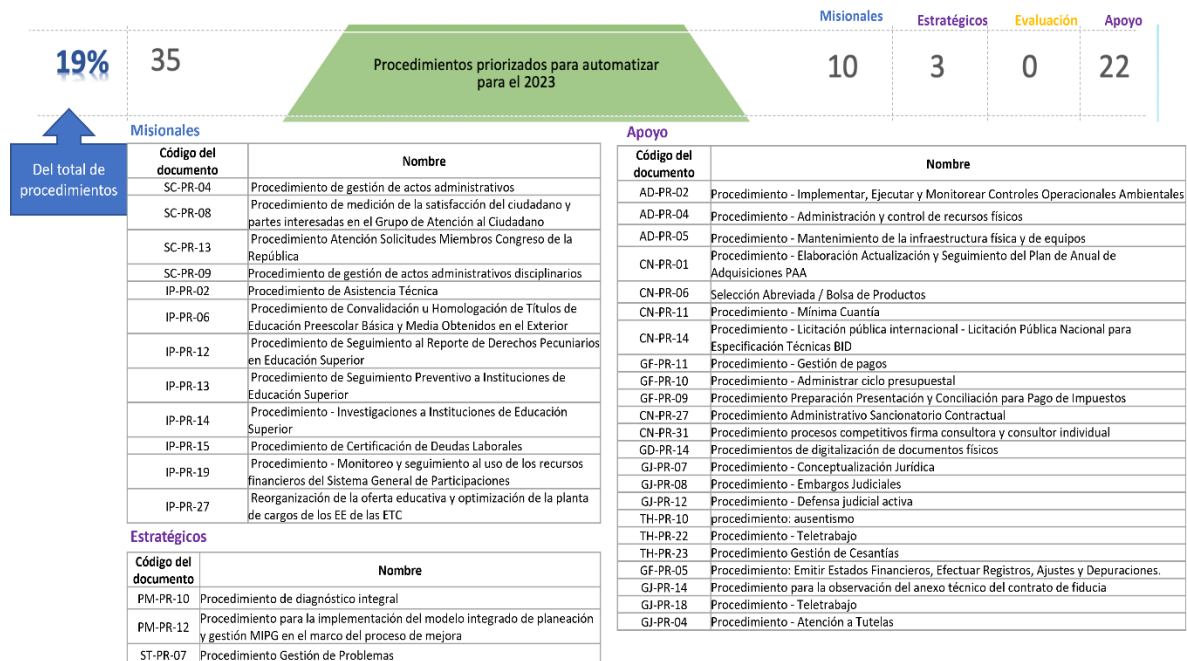 Misionales Estratégicos Evaluación Apoyo
19% 35 Procedimientos priorizados para automatizar
para el 2023 10 3 0 22
Del total de
procedimientos
Misionales
Código del
documento Nombre
SC-PR-04 Procedimiento de gestión de actos administrativos
SC-PR-08 Procedimiento de medición de la satisfacción del ciudadano y
partes interesadas en el Grupo de Atención al Ciudadano
SC-PR-13 Procedimiento Atención Solicitudes Miembros Congreso de la
República
SC-PR-09 Procedimiento de gestión de actos administrativos disciplinarios
IP-PR-02 Procedimiento de Asistencia Técnica
IP-PR-06 Procedimiento de Convalidación u Homologación de Títulos de
Educación Preescolar Básica y Media Obtenidos en el Exterior
IP-PR-12 Procedimiento de Seguimiento al Reporte de Derechos Pecuniarios
en Educación Superior
IP-PR-13 Procedimiento de Seguimiento Preventivo a Instituciones de
Educación Superior
IP-PR-14 Procedimiento - Investigaciones a Instituciones de Educación
Superior
IP-PR-15 Procedimiento de Certificación de Deudas Laborales
IP-PR-19 Procedimiento - Monitoreo y seguimiento al uso de los recursos
financieros del Sistema General de Participaciones
IP-PR-27 Reorganización de la oferta educativa y optimización de la planta
de cargos de los EE de las ETC
Estratégicos
Código del
documento Nombre
PM-PR-10 Procedimiento de diagnóstico integral
PM-PR-12 Procedimiento para la implementación del modelo integrado de planeación
y gestión MIPG en el marco del proceso de mejora
ST-PR-07 Procedimiento Gestión de Problemas
Apoyo
Código del
documento Nombre
AD-PR-02 Procedimiento - Implementar, Ejecutar y Monitorear Controles Operacionales Ambientales
AD-PR-04 Procedimiento - Administración y control de recursos físicos
AD-PR-05 Procedimiento - Mantenimiento de la infraestructura física y de equipos
CN-PR-01 Procedimiento - Elaboración Actualización y Seguimiento del Plan de Anual de
Adquisiciones PAA
CN-PR-06 Selección Abreviada / Bolsa de Productos
CN-PR-11 Procedimiento - Mínima Cuantía
CN-PR-14 Procedimiento - Licitación pública internacional - Licitación Pública Nacional para
Especificación Técnicas BID
GF-PR-11 Procedimiento - Gestión de pagos
GF-PR-10 Procedimiento - Administrar ciclo presupuestal
GF-PR-09 Procedimiento Preparación Presentación y Conciliación para Pago de Impuestos
CN-PR-27 Procedimiento Administrativo Sancionatorio Contractual
CN-PR-31 Procedimiento procesos competitivos firma consultora y consultor individual
GD-PR-14 Procedimientos de digitalización de documentos físicos
GJ-PR-07 Procedimiento - Conceptualización Jurídica
GJ-PR-08 Procedimiento - Embargos Judiciales
GJ-PR-12 Procedimiento - Defensa judicial activa
TH-PR-10 procedimiento: ausentismo
TH-PR-22 Procedimiento - Teletrabajo
TH-PR-23 Procedimiento Gestión de Cesantías
GF-PR-05 Procedimiento: Emitir Estados Financieros, Efectuar Registros, Ajustes y Depuraciones.
GJ-PR-14 Procedimiento para la observación del anexo técnico del contrato de fiducia
GJ-PR-18 Procedimiento - Teletrabajo
GJ-PR-04 Procedimiento - Atención a Tutelas